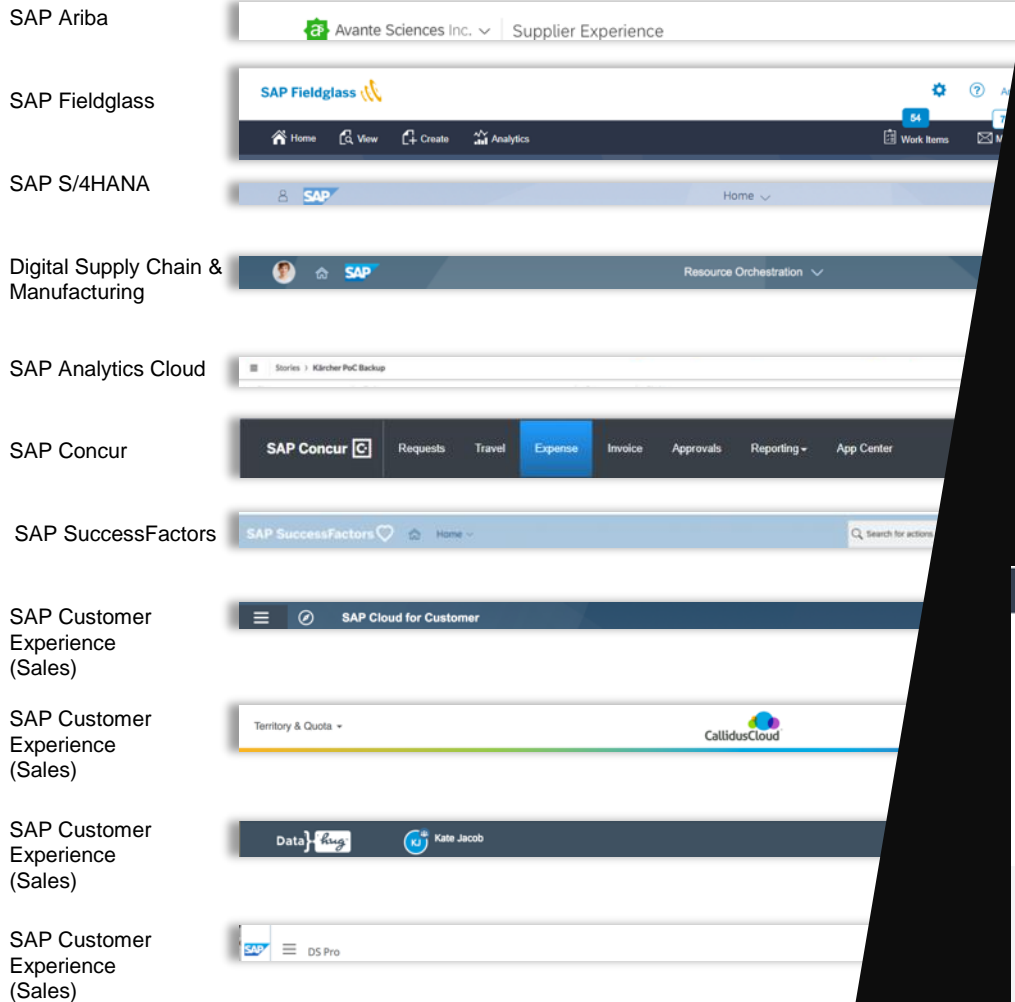 SAP Ariba
a Avante Sciences Inc. Supplier Experience
SAP Fieldglass
SAP Fieldglass
?
54
7
Home View Create Analytics Work Items M
SAP S/4HANA
SAP Home
Digital Supply Chain &
Manufacturing
SAP Resource Orchestration
SAP Analytics Cloud
Stories > Kärcher PoC Backup
SAP Concur
SAP Concur C Requests Travel Expense Invoice Approvals Reporting App Center
SAP SuccessFactors
SAP SuccessFactors Home Search for actions
SAP Customer
Experience
(Sales)
SAP Cloud for Customer
SAP Customer
Experience
(Sales)
Territory & Quota
CallidusCloud
SAP Customer
Experience
(Sales)
Data}hug KJ Kate Jacob
SAP Customer
Experience
(Sales)
SAP DS Pro